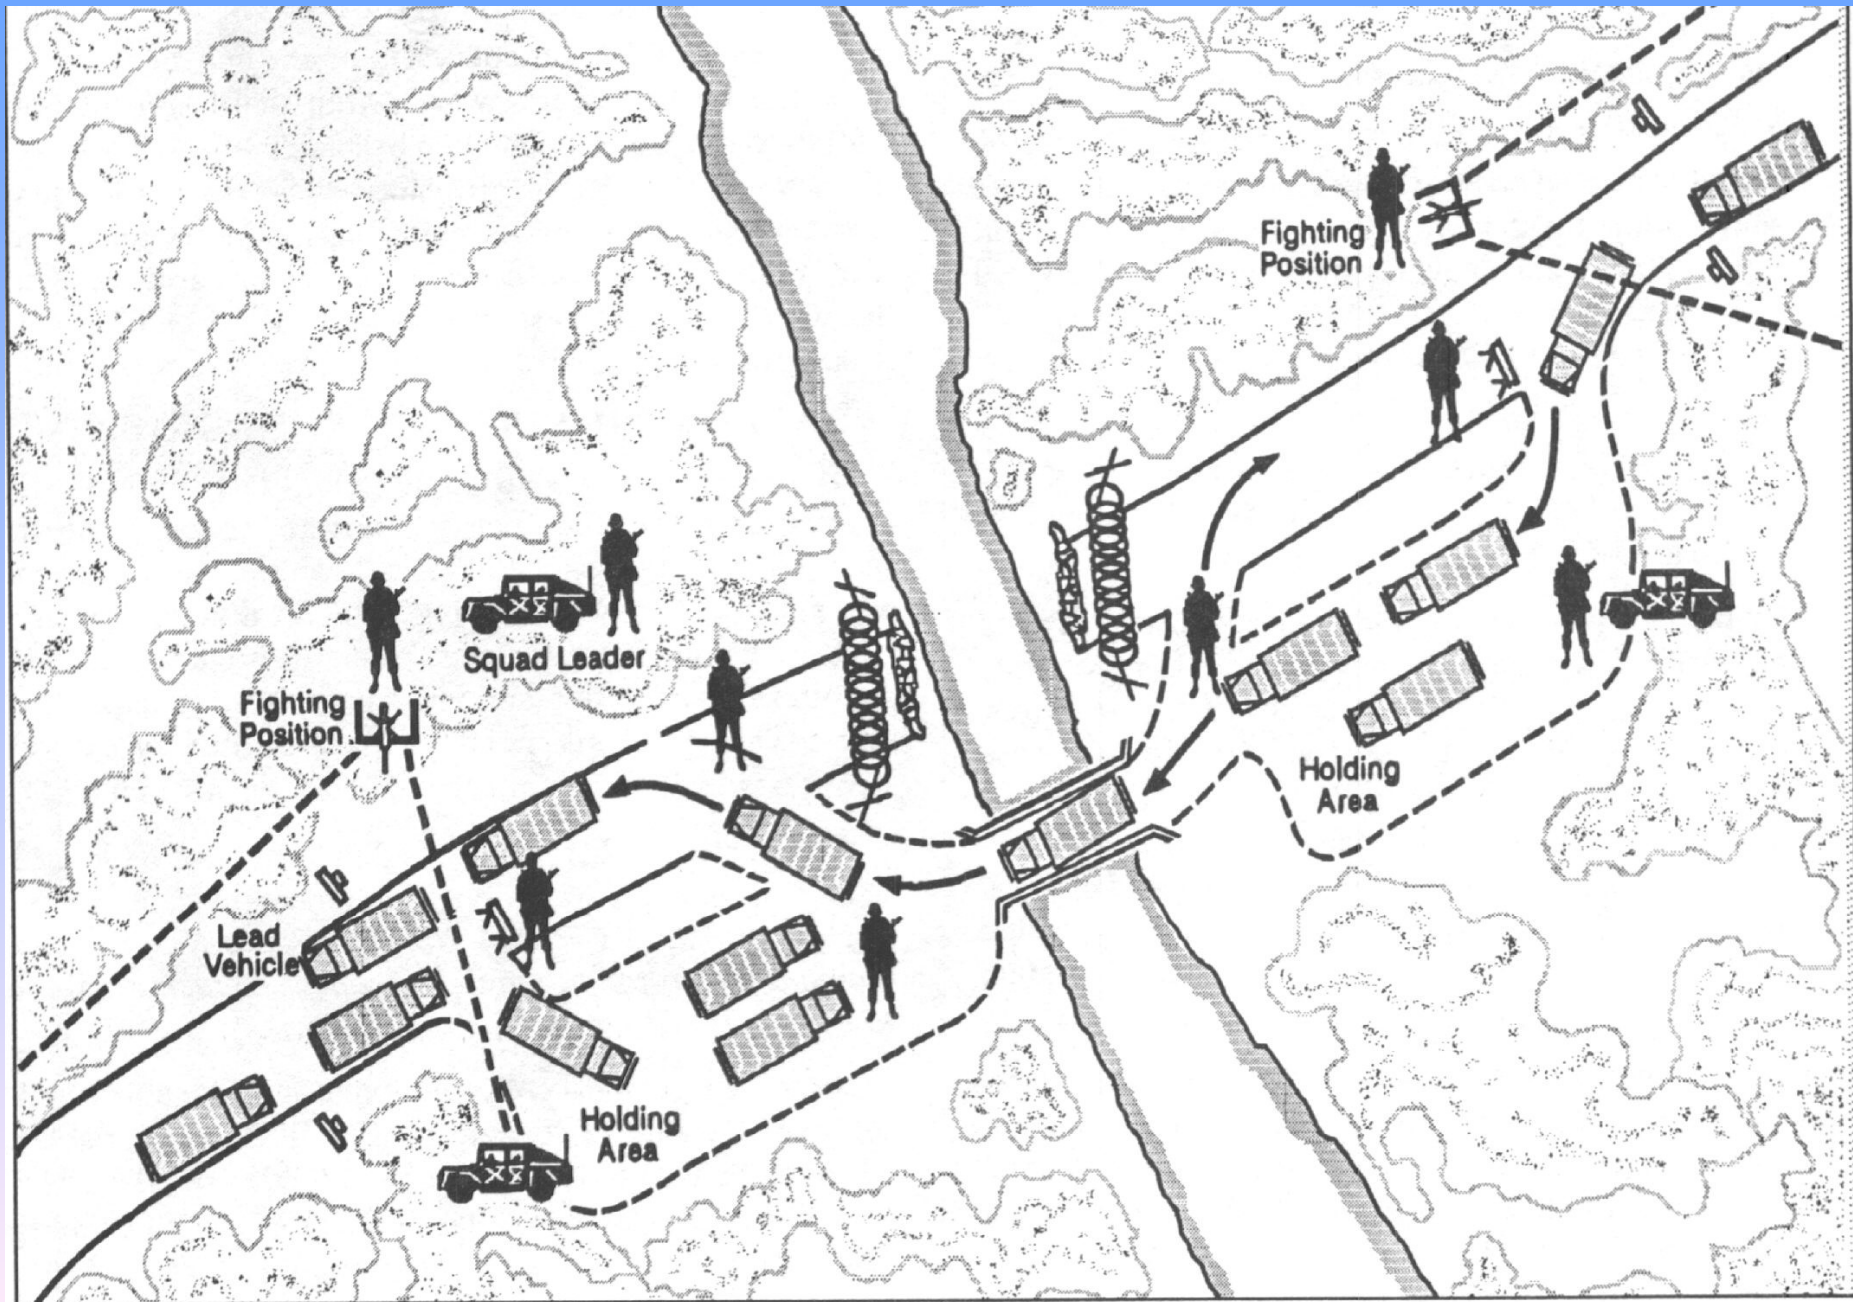 Fighting
Position
Squad Leader
Fighting
Position
Holding
Area
Lead
Vehicle
Holding
Area